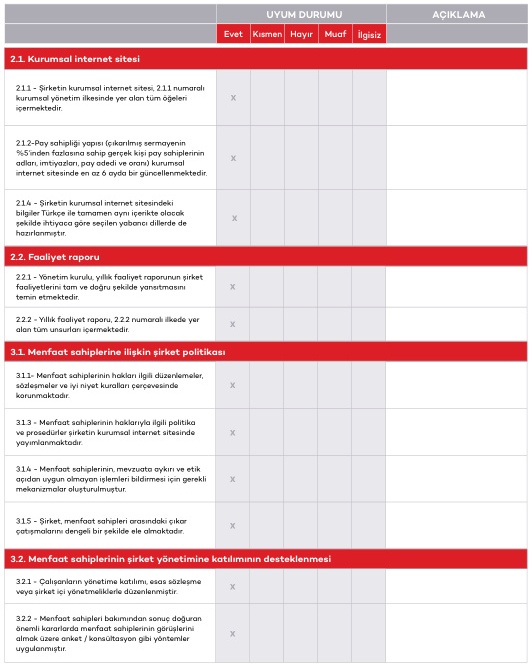 UYUM DURUMU AÇIKLAMA
Evet Kısmen Hayır Muaf İlgisiz
2.1. Kurumsal internet sitesi
2.1.1 - Şirketin kurumsal internet sitesi, 2.1.1 numaralı
kurumsal yönetim ilkesinde yer alan tüm öğeleri
içermektedir.
X
2.1.2-Pay sahipliği yapısı (çıkarılmış sermayenin
%5'inden fazlasına sahip gerçek kişi pay sahiplerinin
adları, imtiyazları, pay adedi ve oranı) kurumsal
internet sitesinde en az 6 ayda bir güncellenmektedir.
X
2.1.4 - Şirketin kurumsal internet sitesindeki
bilgiler Türkçe ile tamamen aynı içerikte olacak
şekilde ihtiyaca göre seçilen yabancı dillerde de
hazırlanmıştır.
X
2.2. Faaliyet raporu
2.2.1 - Yönetim kurulu, yıllık faaliyet raporunun şirket
faaliyetlerini tam ve doğru şekilde yansıtmasını
temin etmektedir.
X
2.2.2 - Yıllık faaliyet raporu, 2.2.2 numaralı ilkede yer
alan tüm unsurları içermektedir.
X
3.1. Menfaat sahiplerine ilişkin şirket politikası
3.1.1- Menfaat sahiplerinin hakları ilgili düzenlemeler,
sözleşmeler ve iyi niyet kuralları çerçevesinde
korunmaktadır.
X
3.1.3 - Menfaat sahiplerinin haklarıyla ilgili politika
ve prosedürler şirketin kurumsal internet sitesinde
yayımlanmaktadır.
X
3.1.4 - Menfaat sahiplerinin, mevzuata aykırı ve etik
açıdan uygun olmayan işlemleri bildirmesi için gerekli
mekanizmalar oluşturulmuştur.
X
3.1.5 - Şirket, menfaat sahipleri arasındaki çıkar
çatışmalarını dengeli bir şekilde ele almaktadır.
X
3.2. Menfaat sahiplerinin şirket yönetimine katılımının desteklenmesi
3.2.1 - Çalışanların yönetime katılımı, esas sözleşme
veya şirket içi yönetmeliklerle düzenlenmiştir.
X
3.2.2 - Menfaat sahipleri bakımından sonuç doğuran
önemli kararlarda menfaat sahiplerinin görüşlerini
almak üzere anket / konsültasyon gibi yöntemler
uygulanmıştır.
X